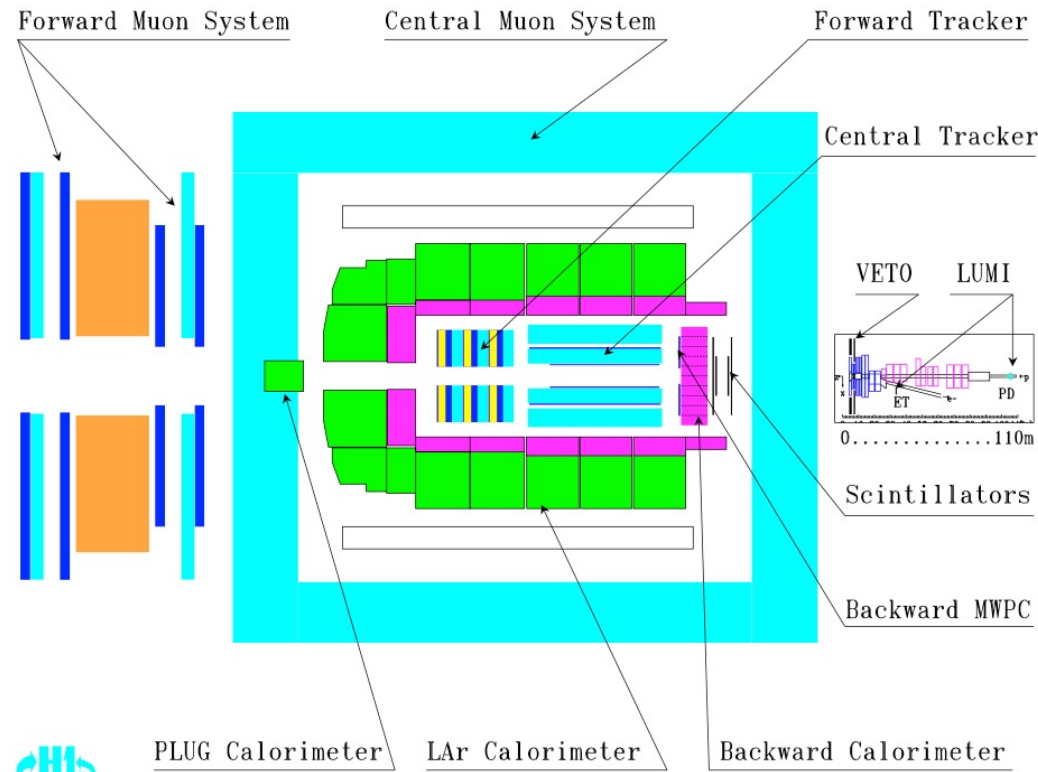 Forward Muon System
Central Muon System
Forward Tracker
Central Tracker
VETO
LUMI
ET
PD
0..............110m
Scintillators
Backward MWPC
PLUG Calorimeter
LAr Calorimeter
Backward Calorimeter
H1